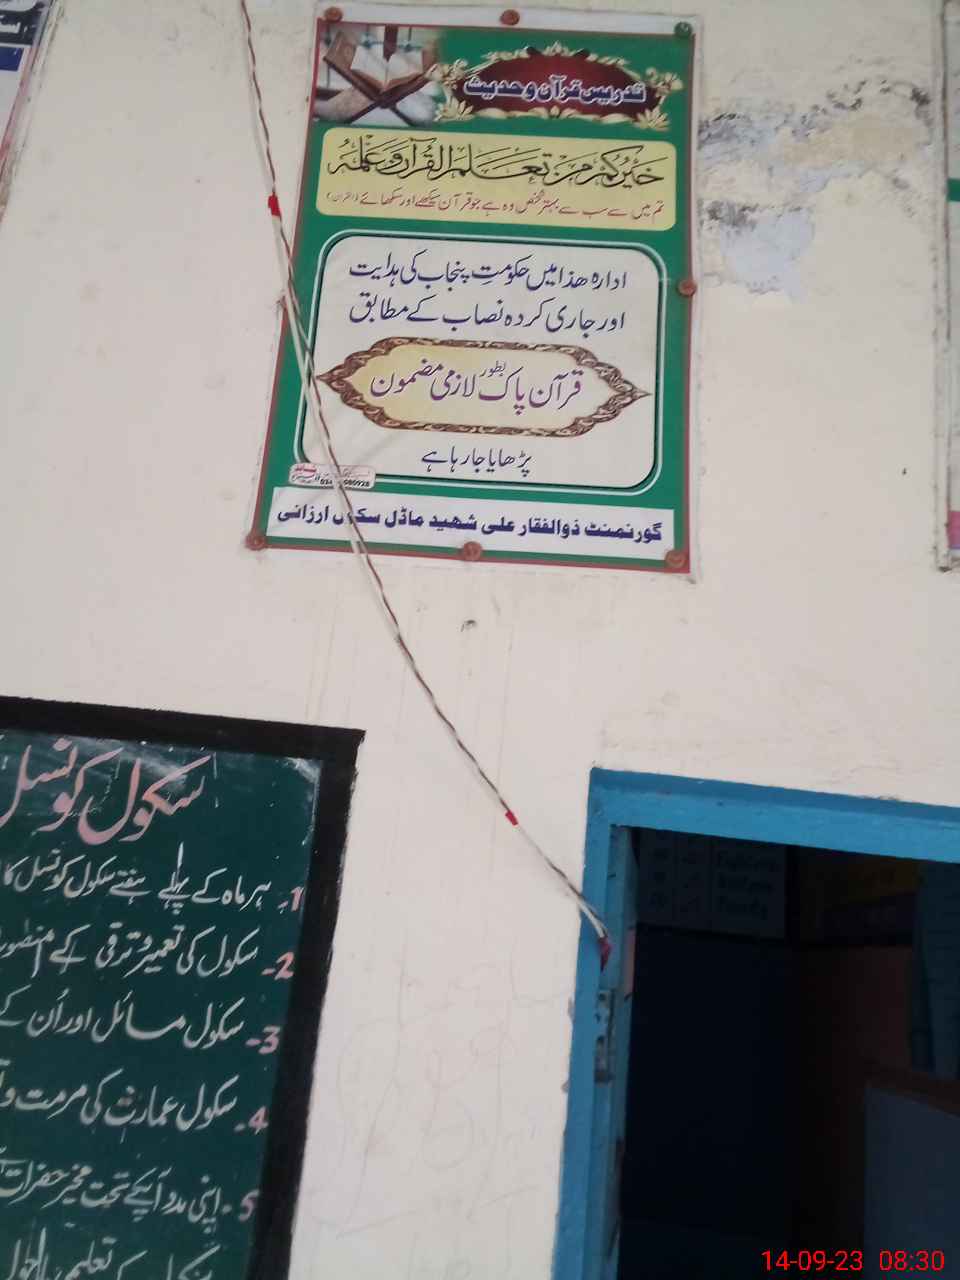 تدریس قرآن و حدیث
خَیْرُکُمْ مَنْ تَعَلَّمَ الْقُرْآنَ وَعَلَّمَہُ
تم میں سے سب سے بہتر شخص وہ ہے جو قرآن سیکھے اور سکھائے
ادارہ ھذا میں حکومتِ پنجاب کی ہدایت
اور جاری کردہ نصاب کے مطابق
قرآن پاک بطور لازمی مضمون
پڑھایا جارہا ہے
گورنمنٹ ذوالفقار علی شھید ماڈل سکول ارزانی
سکول کونسل
1- ہر ماہ کے پہلے ہفتے سکول کونسل کا
2- سکول کی تعمیر و ترقی کے
3- سکول مسائل اور اُن کے
4- سکول عمارت کی مرمت
5- اپنی مدد آپکے تحت مخیر حضرات
14-09-23 08:30